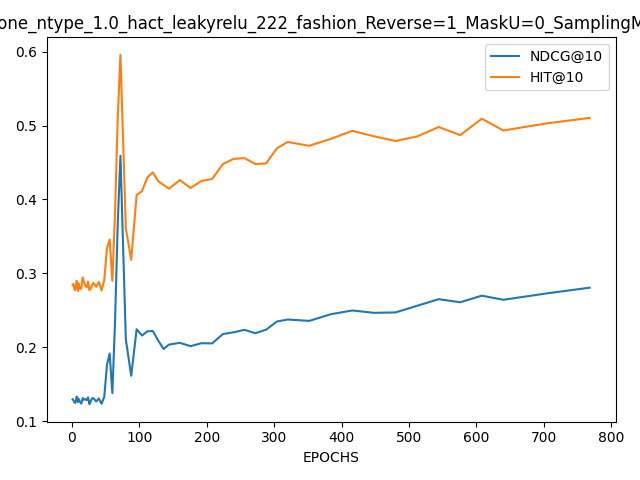 one_ntype_1.0_hact_leakyrelu_222_fashion_Reverse=1_MaskU=0_SamplingM
NDCG@10
HIT@10
0.6
0.5
0.4
0.3
0.2
0.1
0 100 200 300 400 500 600 700 800
EPOCHS